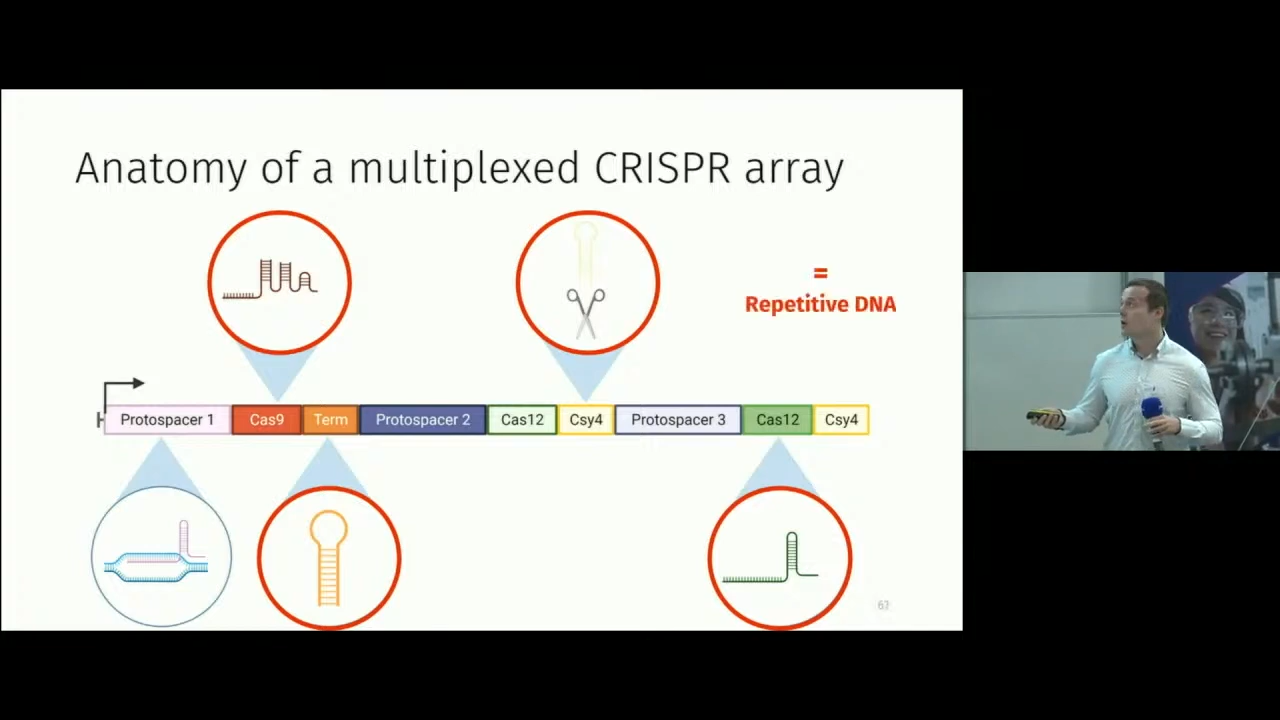 Anatomy of a multiplexed CRISPR array
=
Repetitive DNA
Protospacer 1 Cas9 Term Protospacer 2 Cas12 Csy4 Protospacer 3 Cas12 Csy4